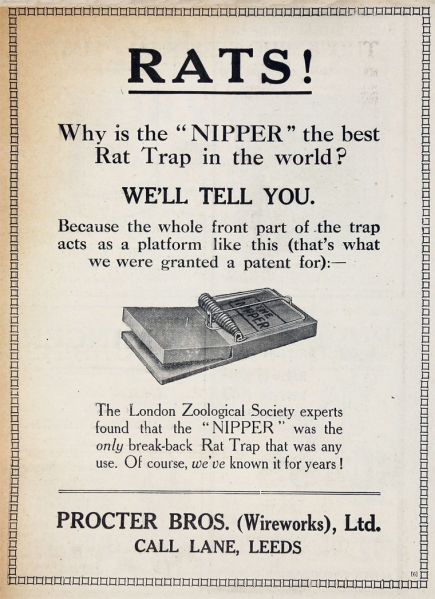 RATS!
Why is the “NIPPER” the best
Rat Trap in the world?
WE'LL TELL YOU.
Because the whole front part of the trap
acts as a platform like this (that's what
we were granted a patent for):—
The London Zoological Society experts
found that the “NIPPER” was the
only break-back Rat Trap that was any
use. Of course, we've known it for years!
PROCTER BROS. (Wireworks), Ltd.
CALL LANE, LEEDS